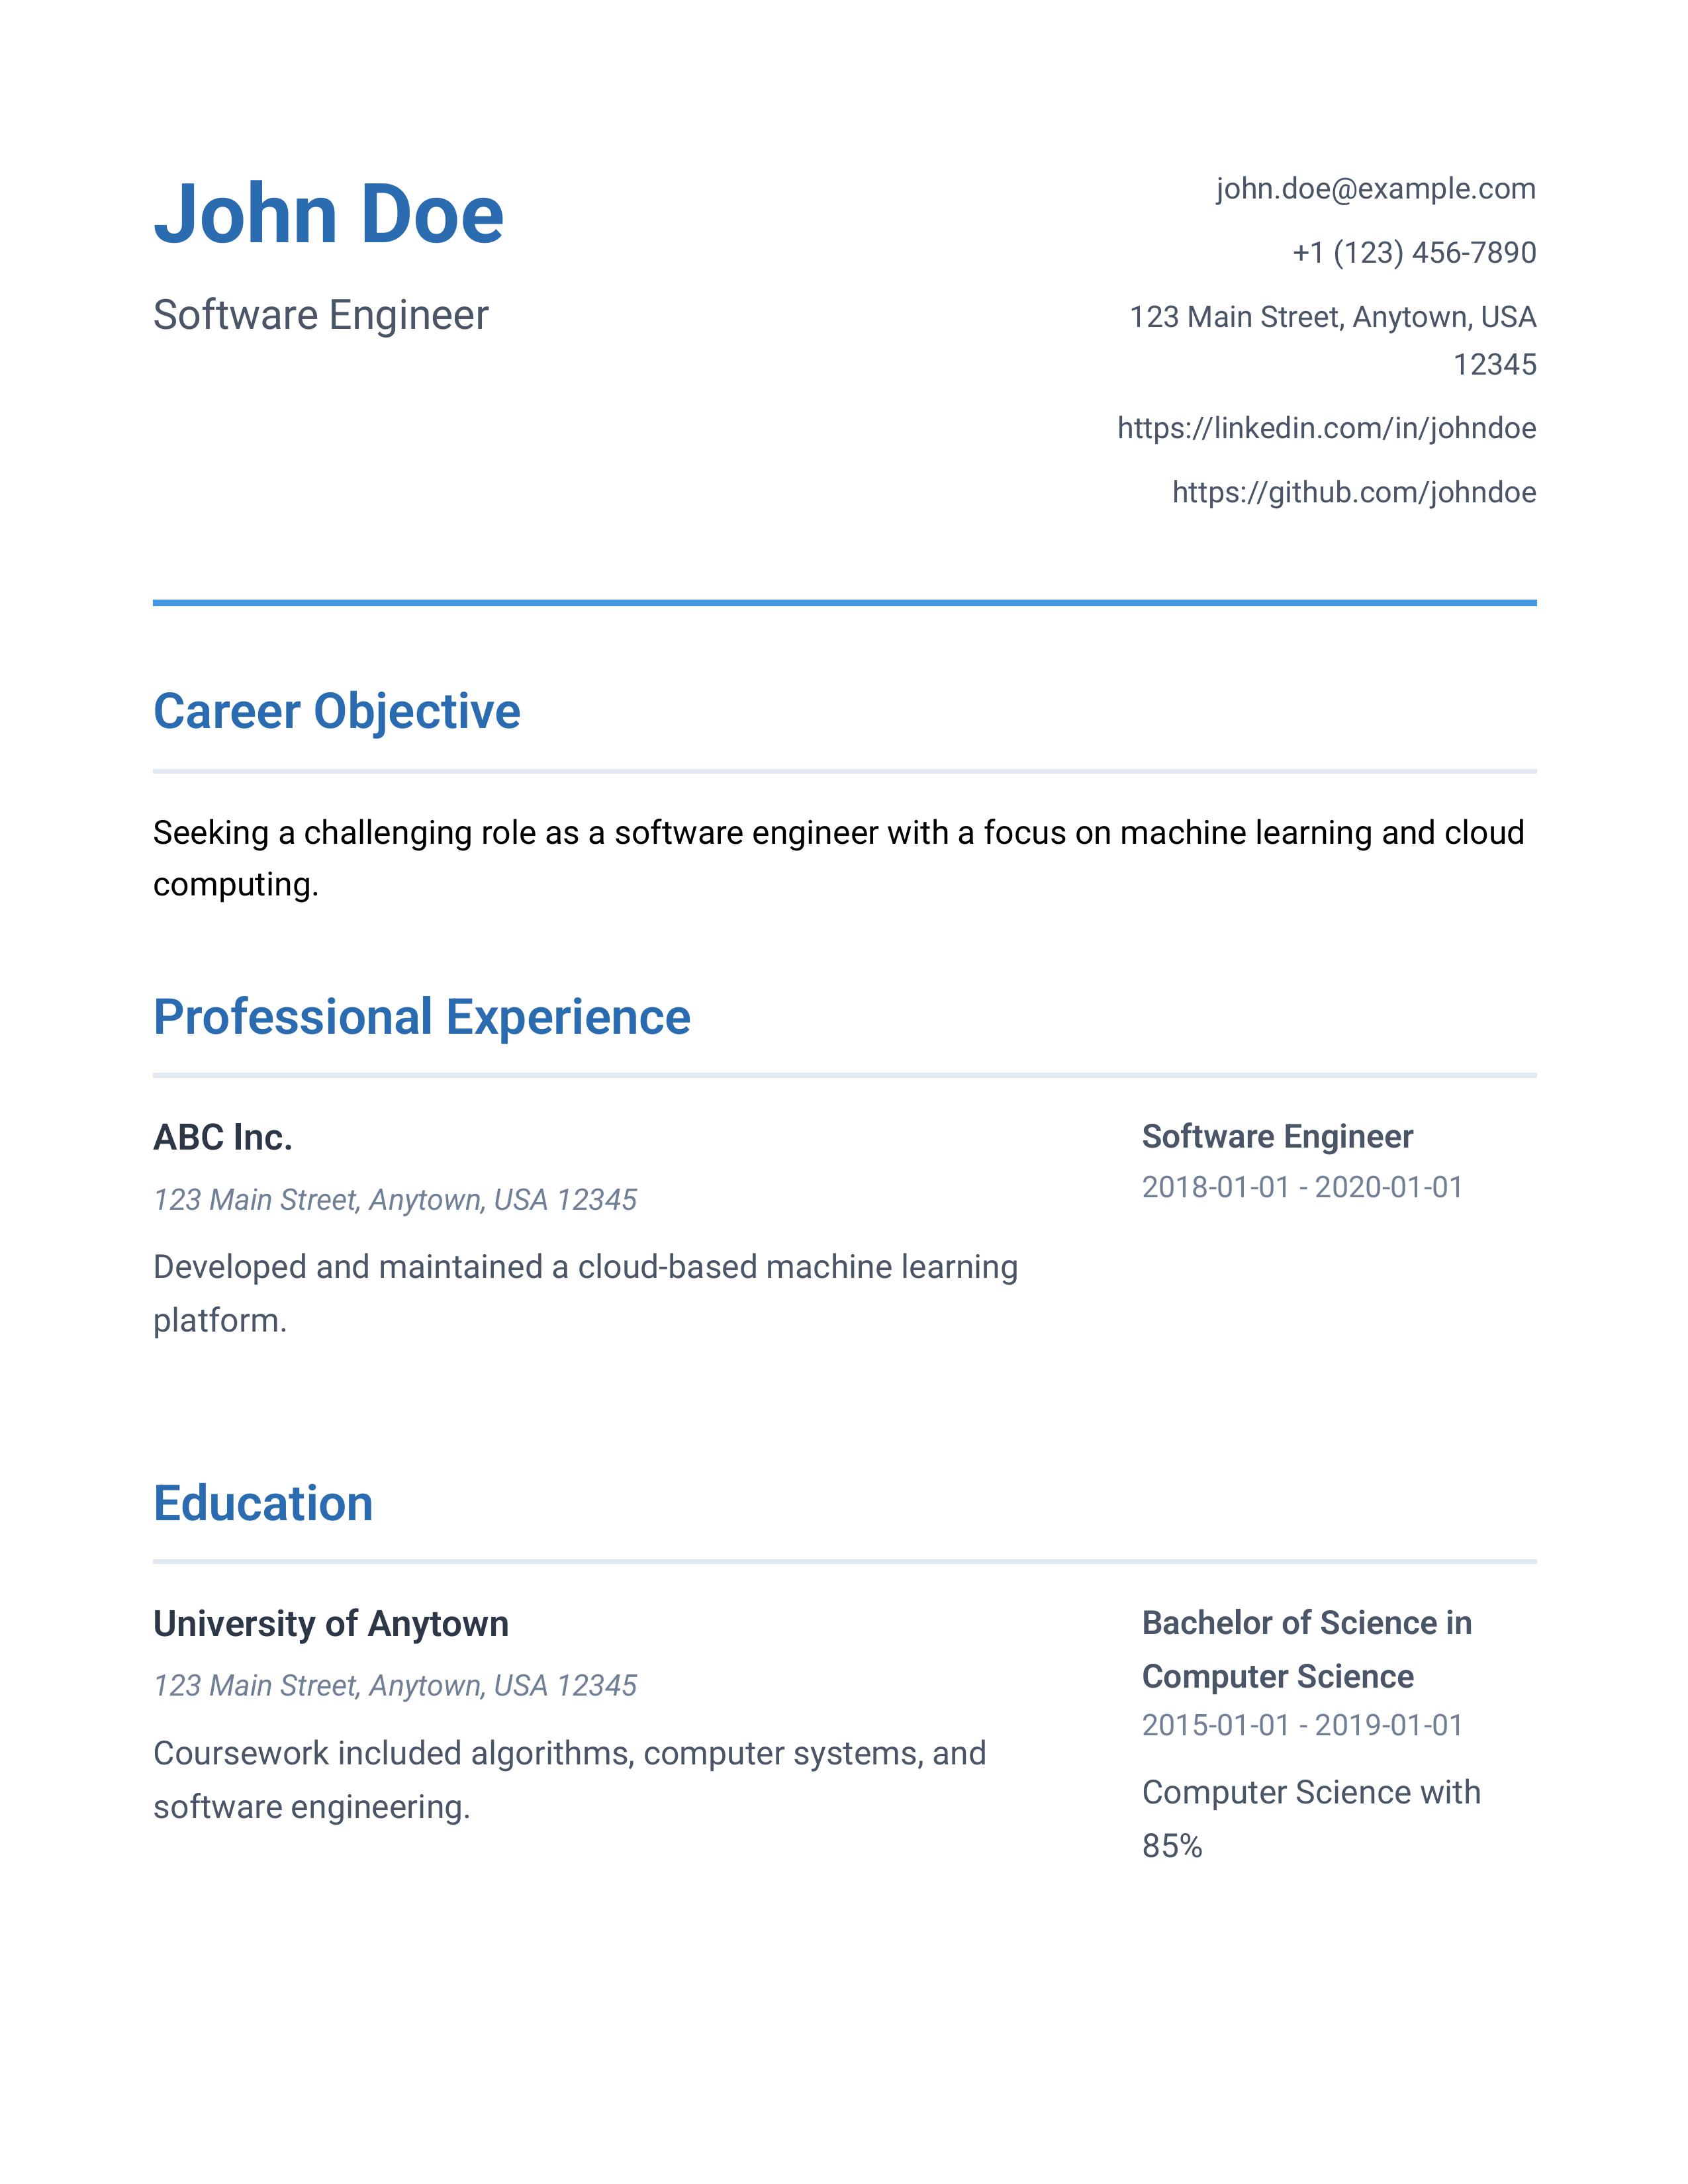 John Doe
Software Engineer
john.doe@example.com
+1 (123) 456-7890
123 Main Street, Anytown, USA
12345
https://linkedin.com/in/johndoe
https://github.com/johndoe
Career Objective
Seeking a challenging role as a software engineer with a focus on machine learning and cloud
computing.
Professional Experience
ABC Inc.
123 Main Street, Anytown, USA 12345
Developed and maintained a cloud-based machine learning
platform.
Software Engineer
2018-01-01 - 2020-01-01
Education
University of Anytown
123 Main Street, Anytown, USA 12345
Coursework included algorithms, computer systems, and
software engineering.
Bachelor of Science in
Computer Science
2015-01-01 - 2019-01-01
Computer Science with
85%